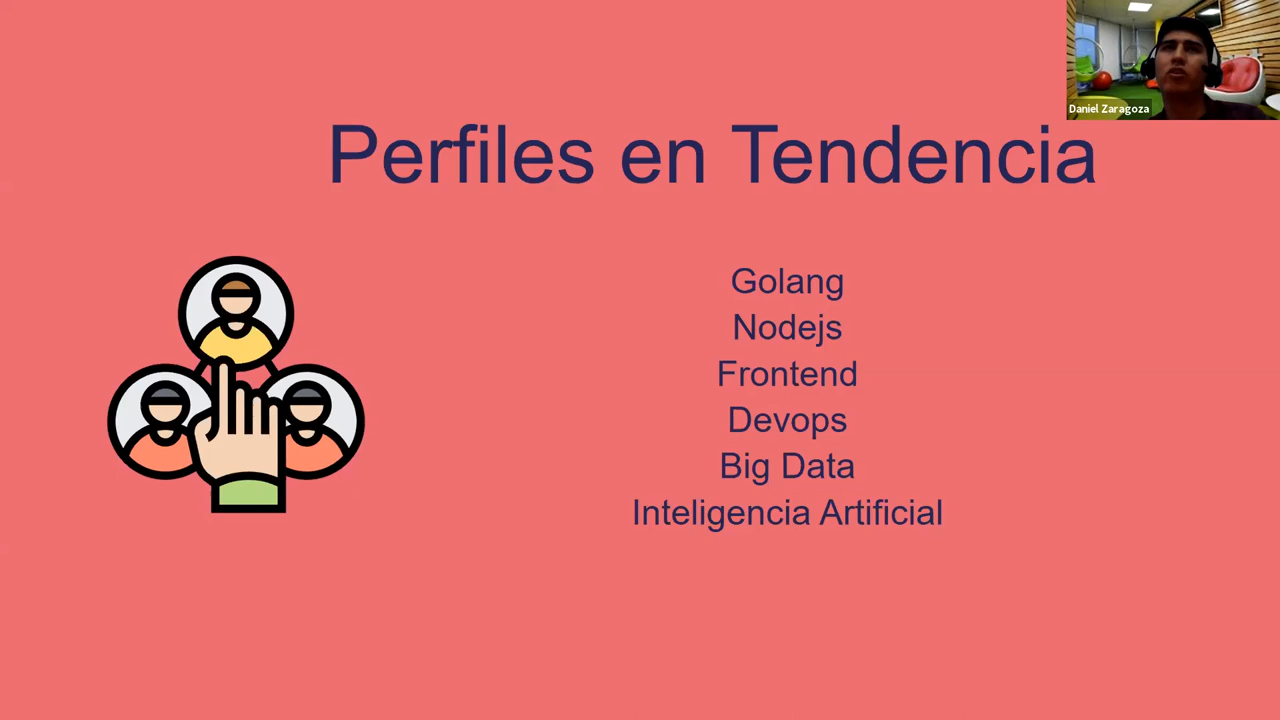 Daniel Zaragoza
Perfiles en Tendencia
Golang
Nodejs
Frontend
Devops
Big Data
Inteligencia Artificial